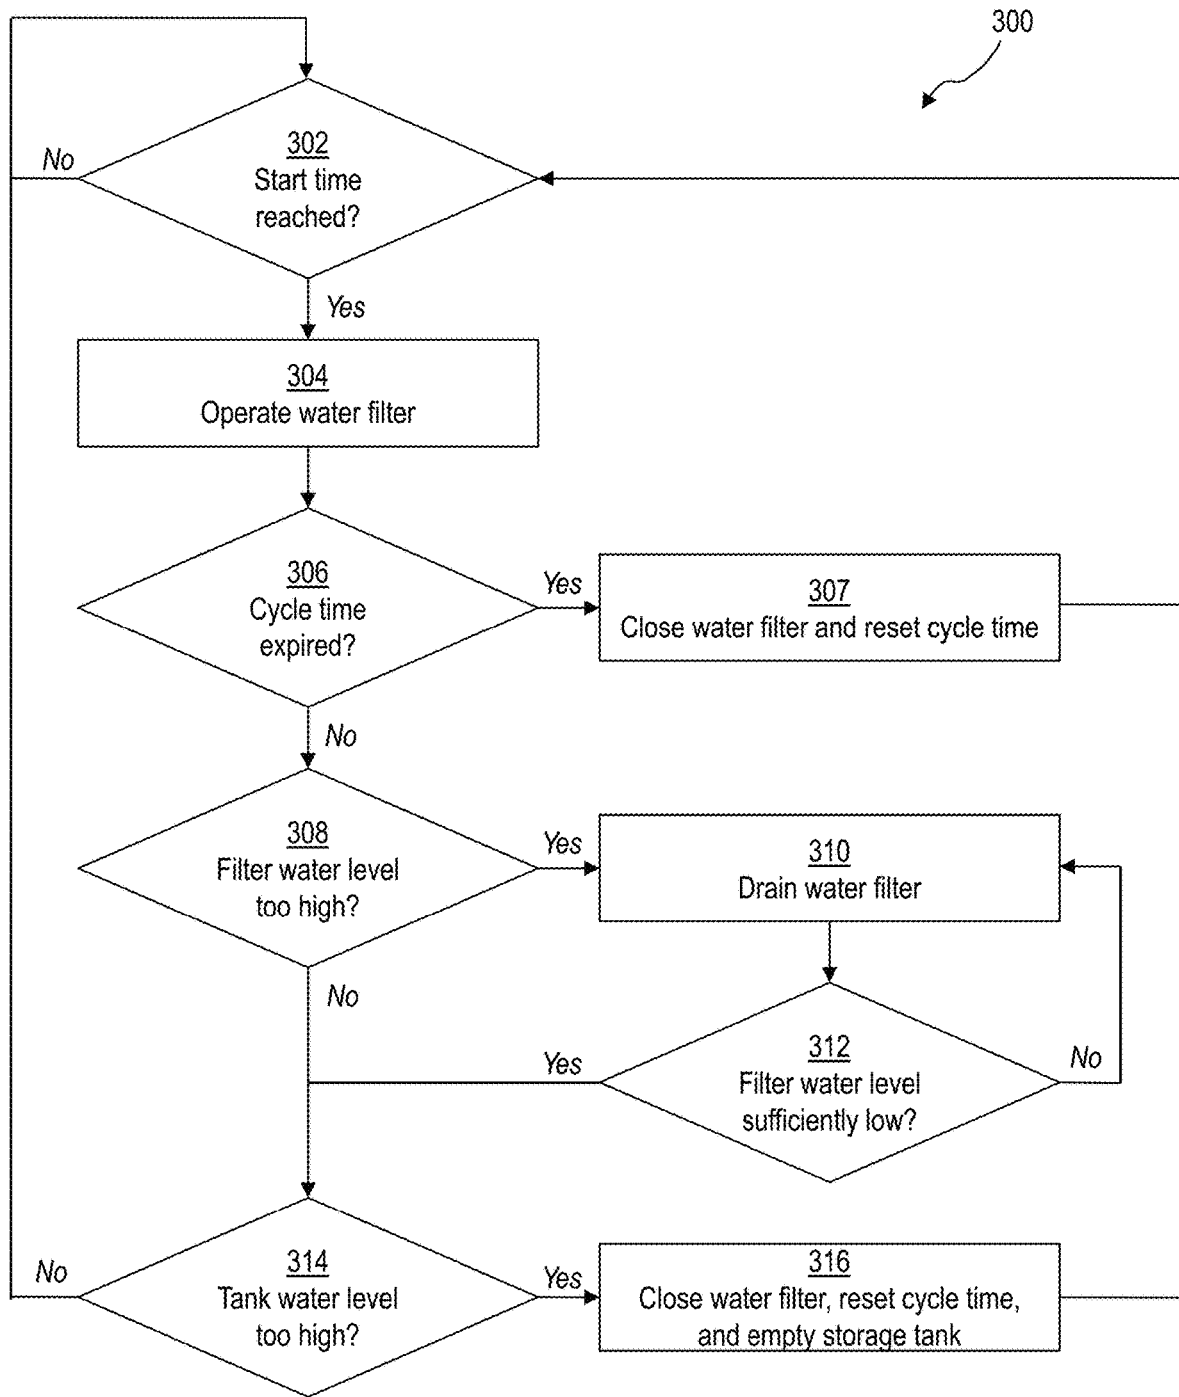 300
302
Start time
reached?
No
Yes
304
Operate water filter
306
Cycle time
expired?
Yes
307
Close water filter and reset cycle time
No
308
Filter water level
too high?
Yes
310
Drain water filter
No
312
Filter water level
sufficiently low?
Yes
No
314
Tank water level
too high?
No
Yes
316
Close water filter, reset cycle time,
and empty storage tank